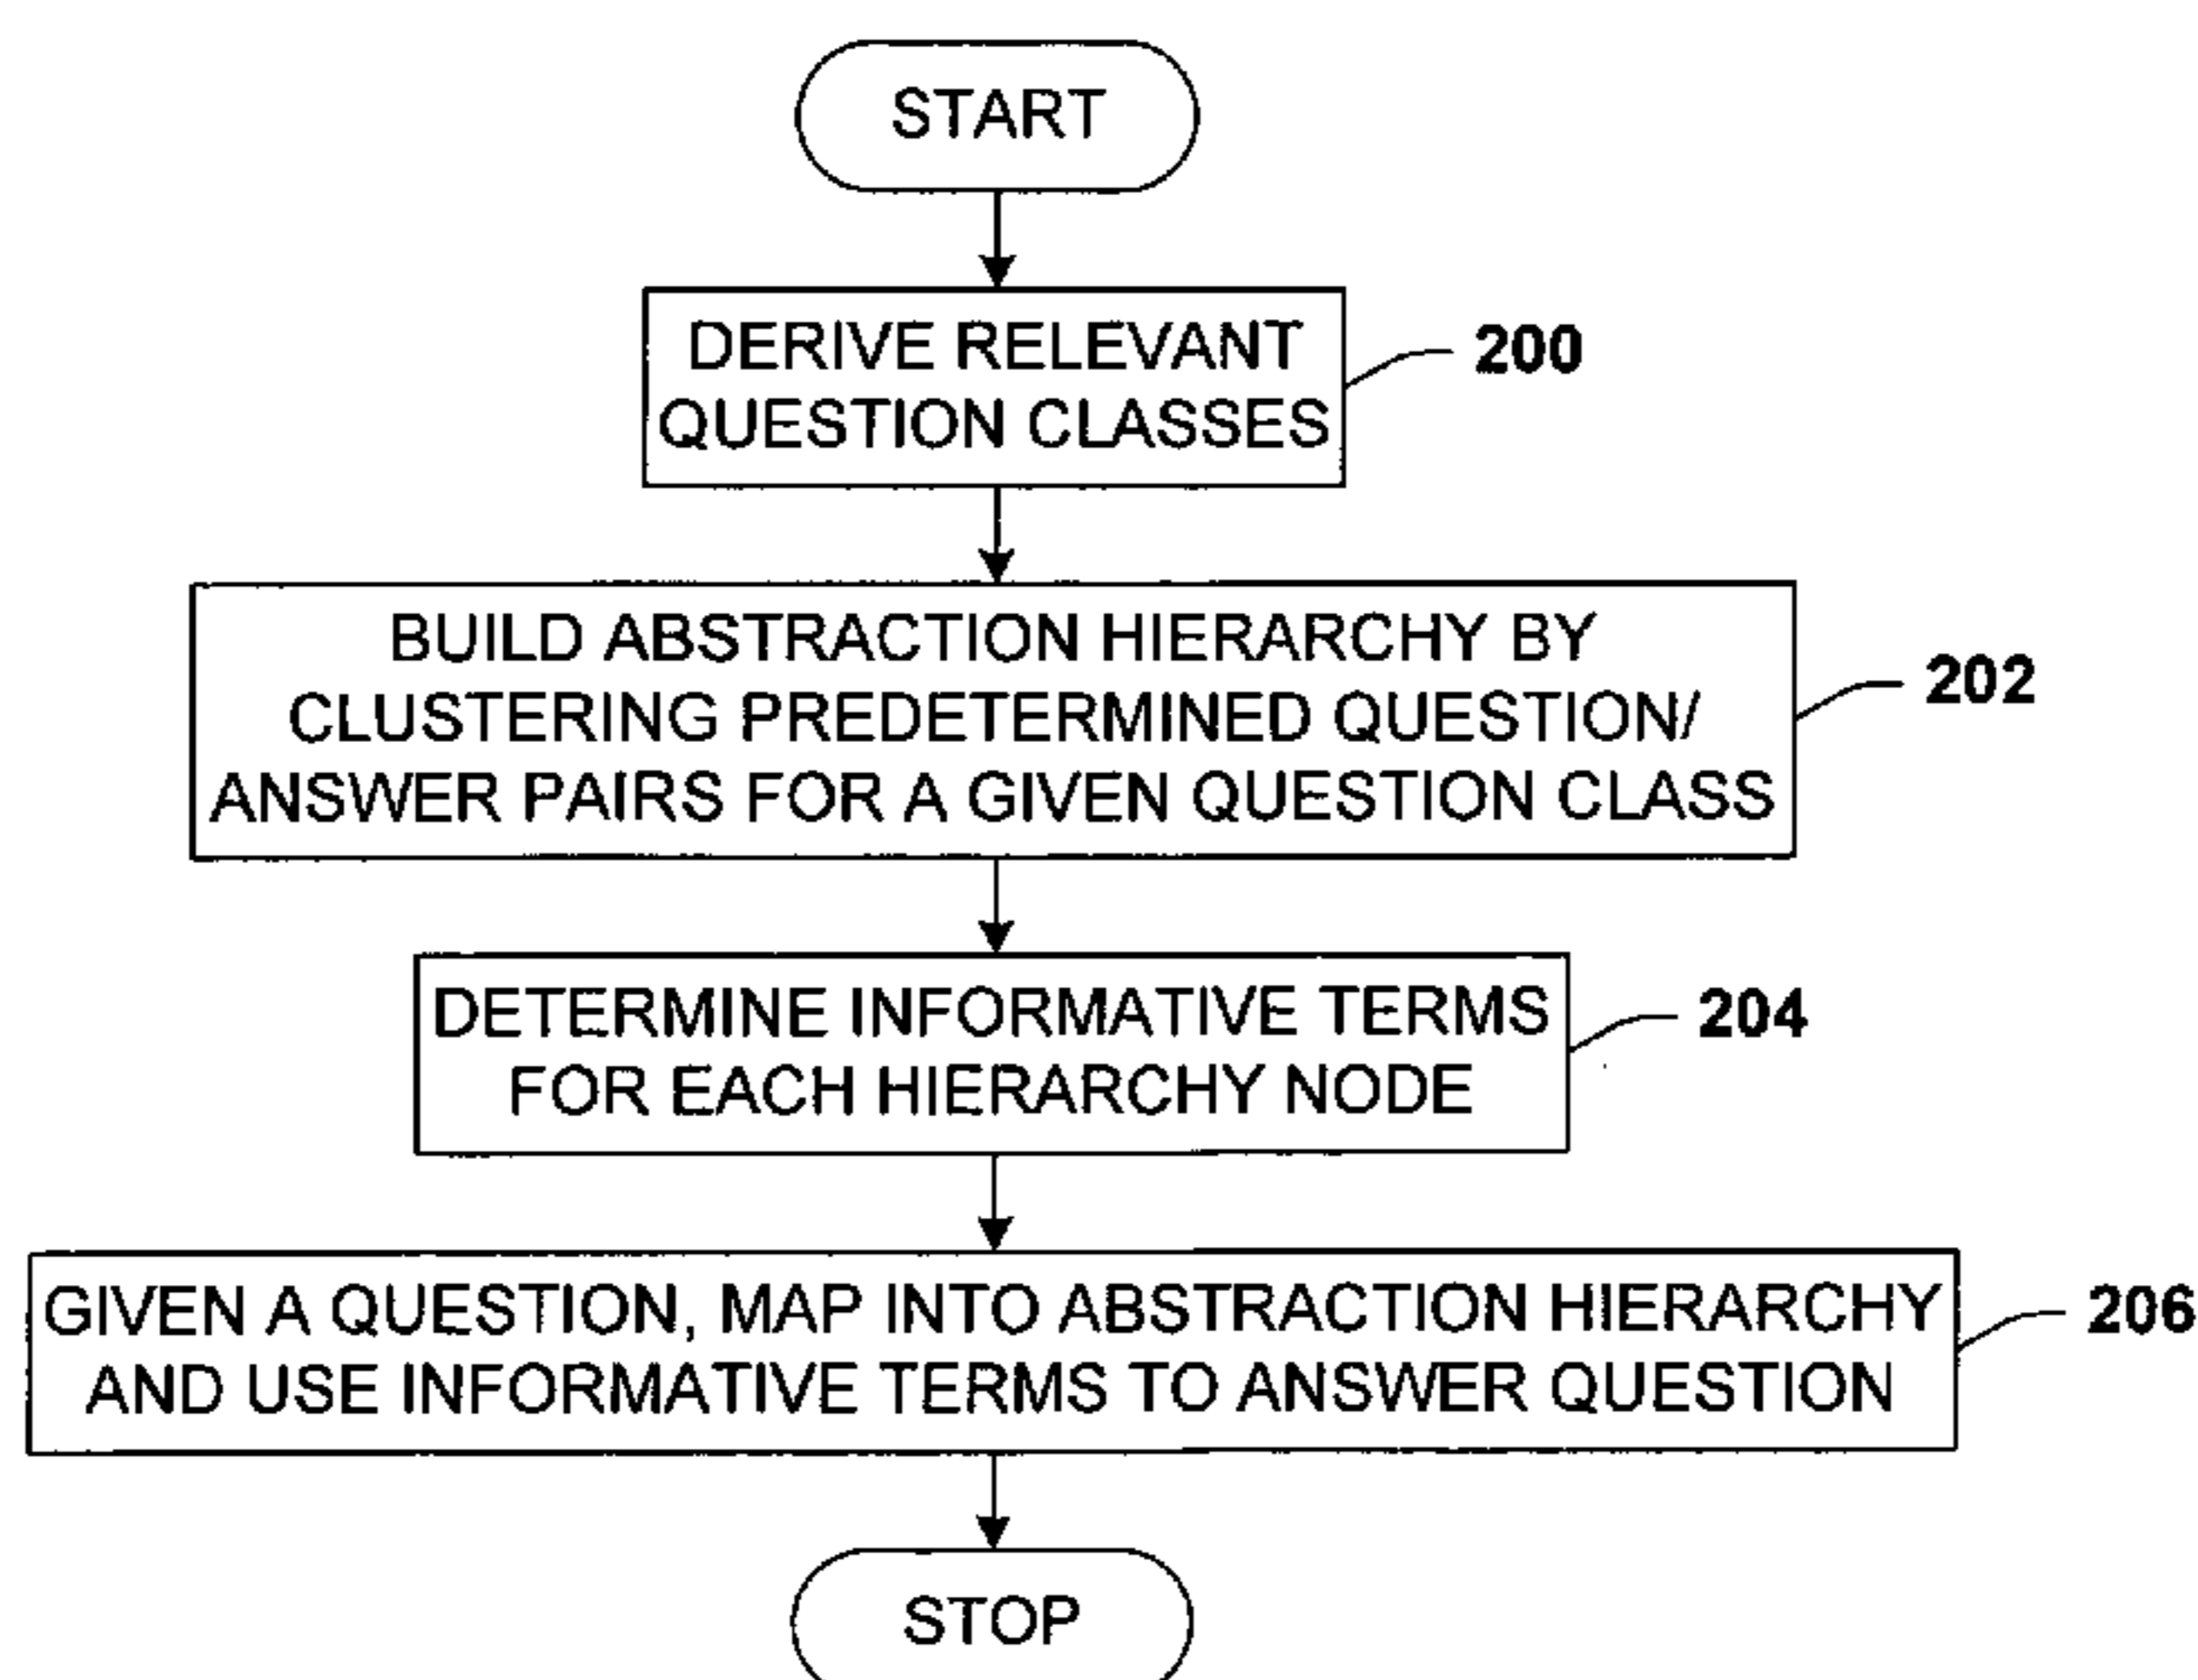 START
DERIVE RELEVANT
QUESTION CLASSES
200
BUILD ABSTRACTION HIERARCHY BY
CLUSTERING PREDETERMINED QUESTION/
ANSWER PAIRS FOR A GIVEN QUESTION CLASS
202
DETERMINE INFORMATIVE TERMS
FOR EACH HIERARCHY NODE
204
GIVEN A QUESTION, MAP INTO ABSTRACTION HIERARCHY
AND USE INFORMATIVE TERMS TO ANSWER QUESTION
206
STOP